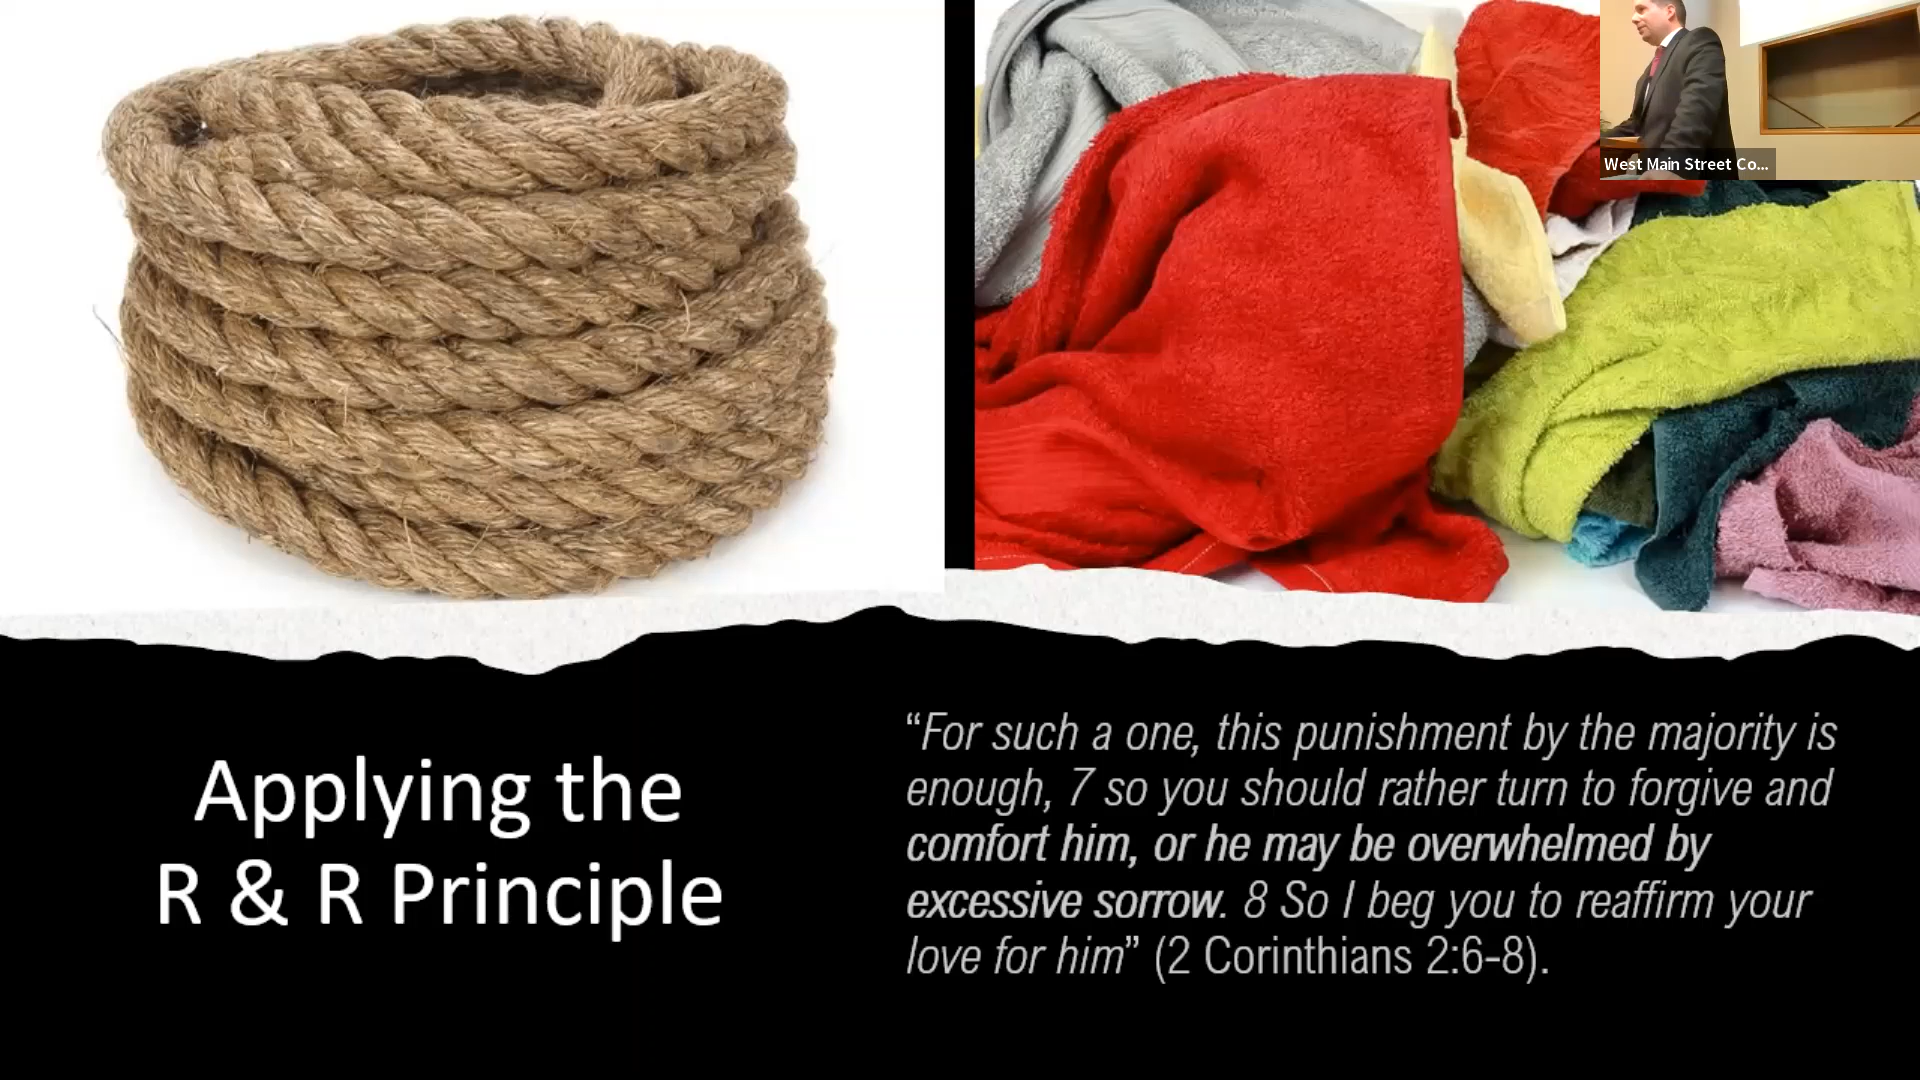 West Main Street Co...
Applying the
R & R Principle
“For such a one, this punishment by the majority is
enough, 7 so you should rather turn to forgive and
comfort him, or he may be overwhelmed by
excessive sorrow. 8 So I beg you to reaffirm your
love for him” (2 Corinthians 2:6-8).